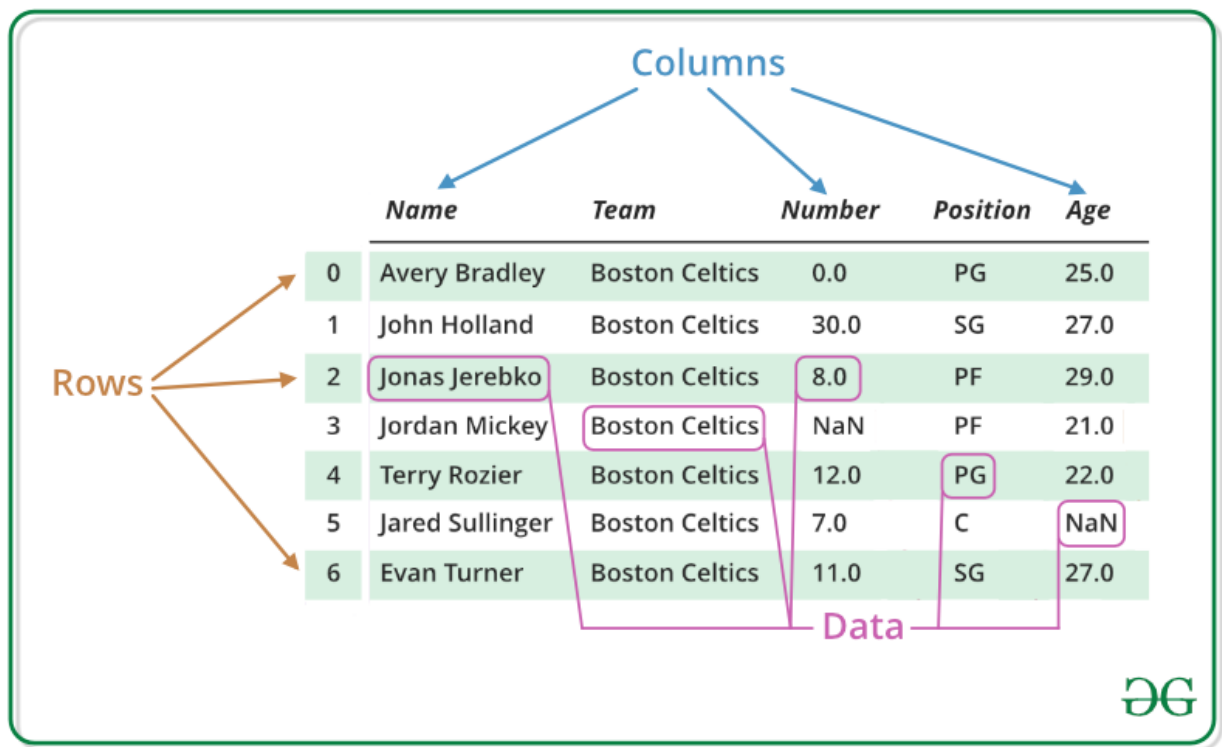 Columns
Name Team Number Position Age
0 Avery Bradley Boston Celtics 0.0 PG 25.0
1 John Holland Boston Celtics 30.0 SG 27.0
Rows 2 Jonas Jerebko Boston Celtics 8.0 PF 29.0
3 Jordan Mickey Boston Celtics NaN PF 21.0
4 Terry Rozier Boston Celtics 12.0 PG 22.0
5 Jared Sullinger Boston Celtics 7.0 C NaN
6 Evan Turner Boston Celtics 11.0 SG 27.0
Data